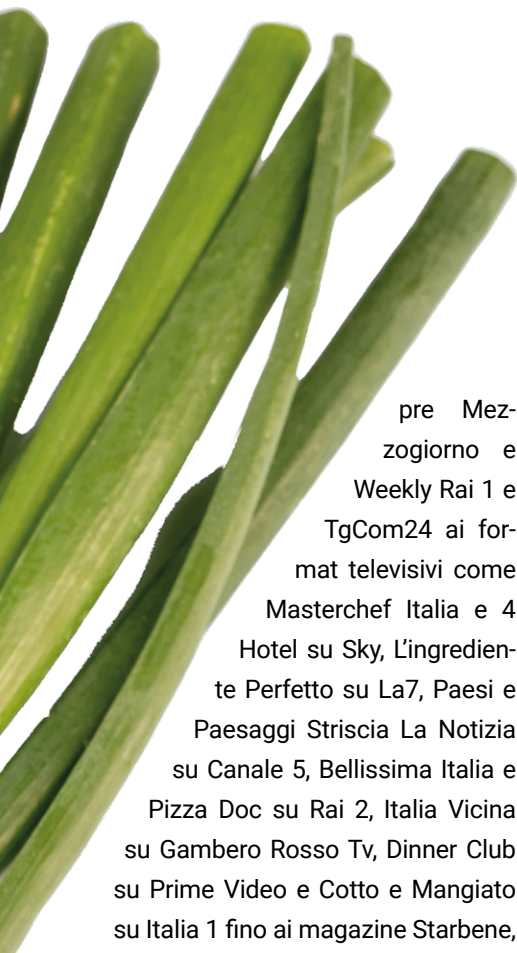 pre Mez-
zogiorno e
Weekly Rai 1 e
TgCom24 ai for-
mat televisivi come
Masterchef Italia e 4
Hotel su Sky, L’ingredien-
te Perfetto su La7, Paesi e
Paesaggi Striscia La Notizia
su Canale 5, Bellissima Italia e
Pizza Doc su Rai 2, Italia Vicina
su Gambero Rosso Tv, Dinner Club
su Prime Video e Cotto e Mangiato
su Italia 1 fino ai magazine Starbene,